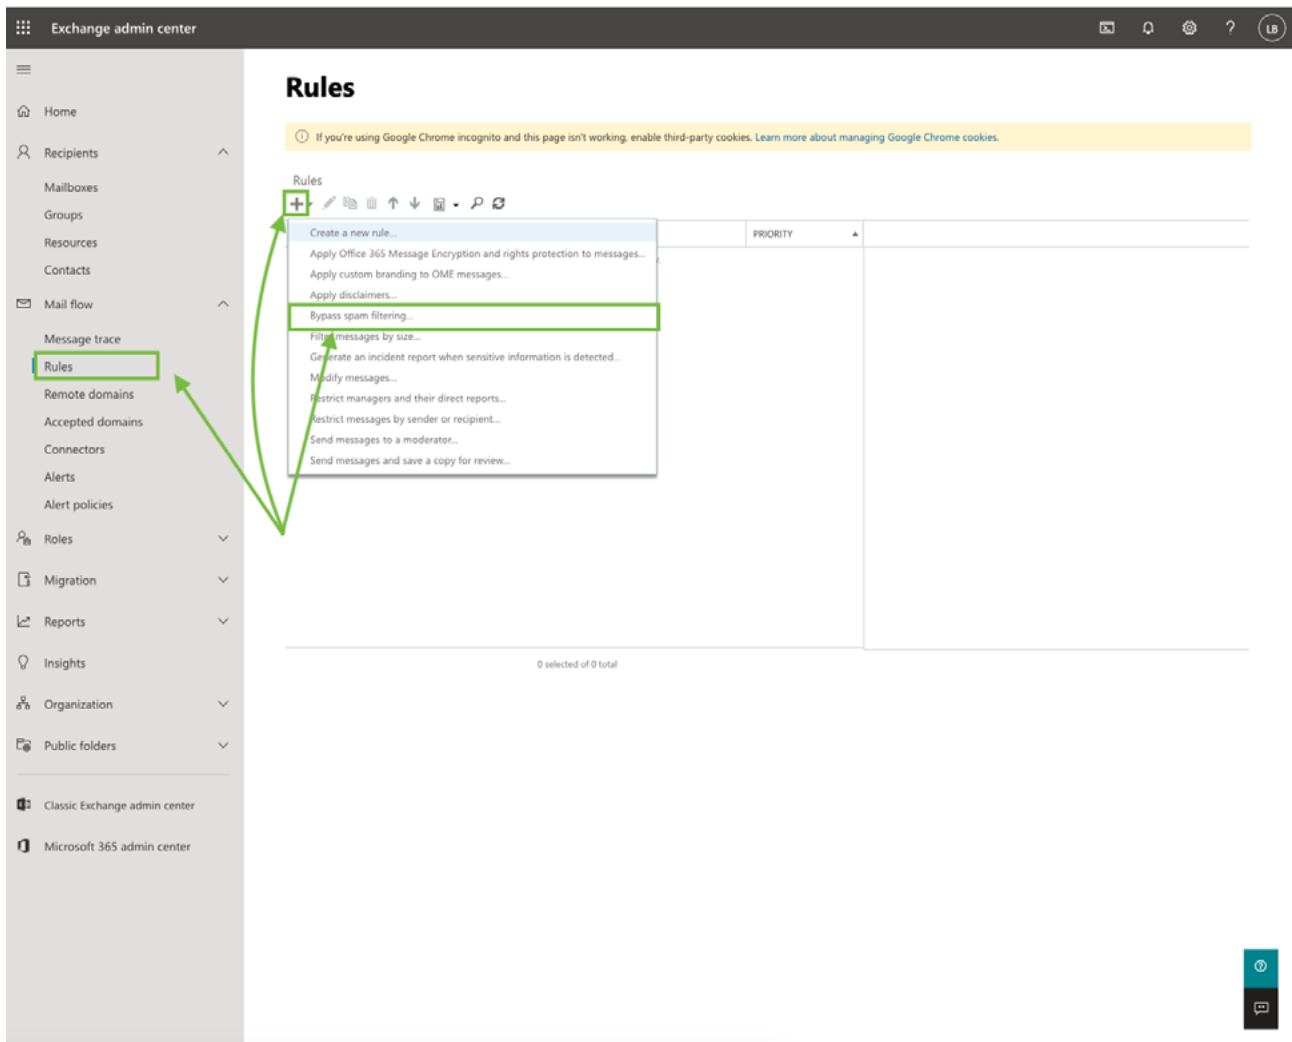 Exchange admin center
LB
Home
Recipients
Mailboxes
Groups
Resources
Contacts
Mail flow
Message trace
Rules
Remote domains
Accepted domains
Connectors
Alerts
Alert policies
Roles
Migration
Reports
Insights
Organization
Public folders
Classic Exchange admin center
Microsoft 365 admin center
Rules
If you're using Google Chrome incognito and this page isn't working, enable third-party cookies. Learn more about managing Google Chrome cookies.
Rules
PRIORITY
Create a new rule...
Apply Office 365 Message Encryption and rights protection to messages...
Apply custom branding to OME messages...
Apply disclaimers...
Bypass spam filtering...
Filter messages by size...
Generate an incident report when sensitive information is detected...
Modify messages...
Restrict managers and their direct reports...
Restrict messages by sender or recipient...
Send messages to a moderator...
Send messages and save a copy for review...
0 selected of 0 total